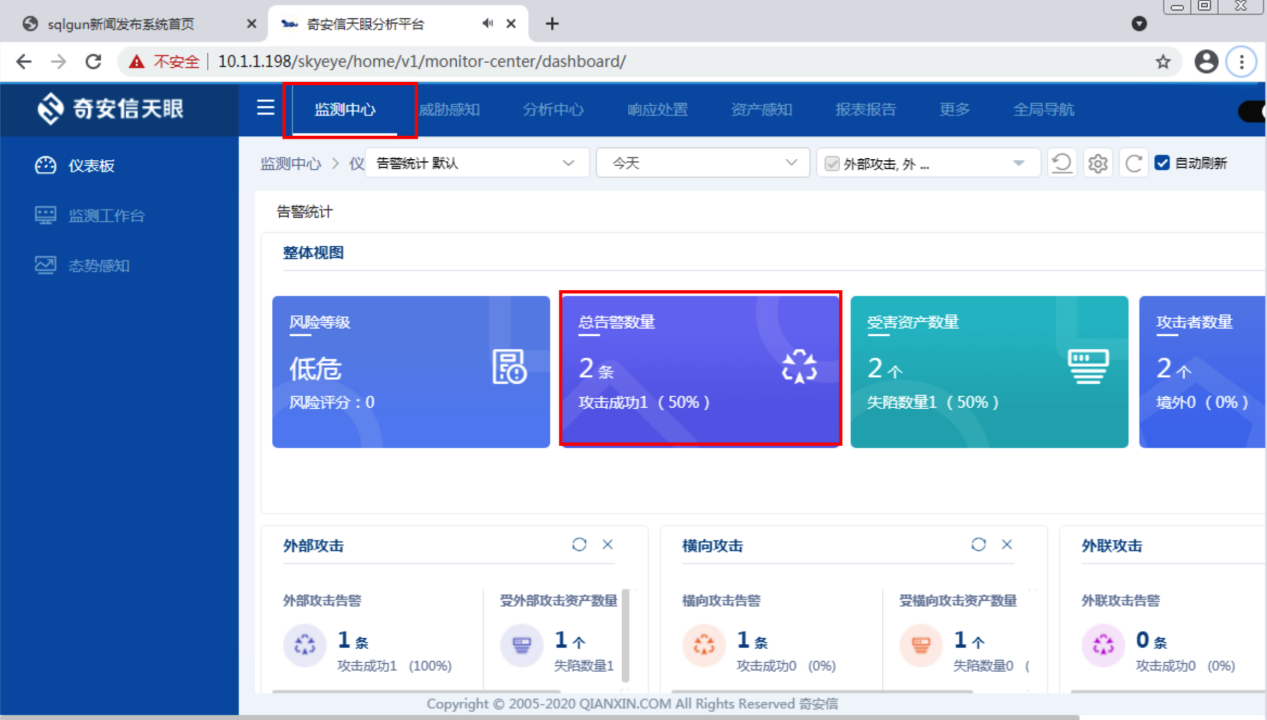 sqlgun新闻发布系统首页
奇安信天眼分析平台
不安全 | 10.1.1.198/skyeye/home/v1/monitor-center/dashboard/
奇安信天眼
监测中心 威胁感知 分析中心 响应处置 资产感知 报表报告 更多 全局导航
仪表板
监测工作台
态势感知
监测中心 > 仪
告警统计 默认
今天
外部攻击, 外 ...
自动刷新
告警统计
整体视图
风险等级
低危
风险评分：0
总告警数量
2 条
攻击成功1（50%）
受害资产数量
2 个
失陷数量1（50%）
攻击者数量
2 个
境外0（0%）
外部攻击
外部攻击告警
1 条
攻击成功1 (100%)
受外部攻击资产数量
1 个
失陷数量1
横向攻击
横向攻击告警
1 条
攻击成功0 (0%)
受横向攻击资产数量
1 个
失陷数量0 (
外联攻击
外联攻击告警
0 条
攻击成功0 (0%)
Copyright © 2005-2020 QIANXIN.COM All Rights Reserved 奇安信